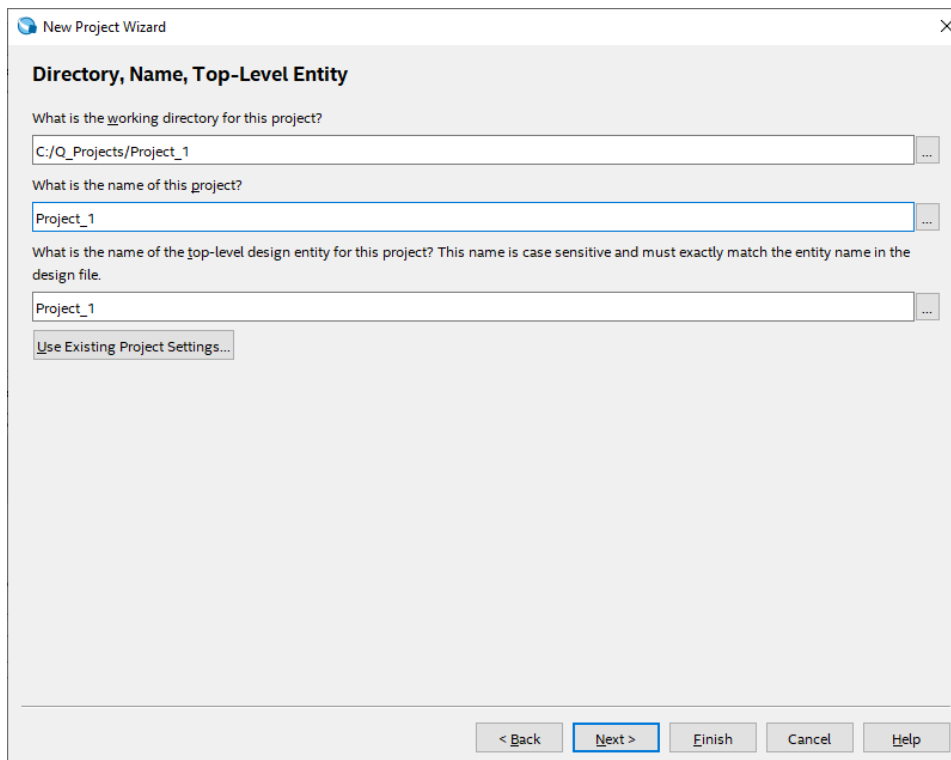 New Project Wizard
Directory, Name, Top-Level Entity
What is the working directory for this project?
C:/Q_Projects/Project_1
...
What is the name of this project?
Project_1
...
What is the name of the top-level design entity for this project? This name is case sensitive and must exactly match the entity name in the
design file.
Project_1
...
Use Existing Project Settings...
< Back
Next >
Finish
Cancel
Help